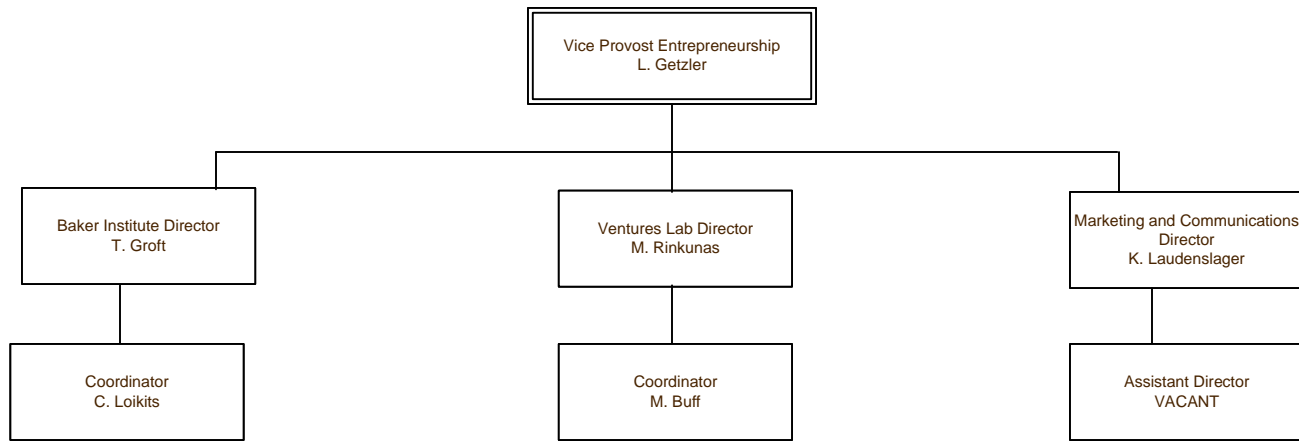 Vice Provost Entrepreneurship
L. Getzler
Baker Institute Director
T. Groft
Ventures Lab Director
M. Rinkunas
Marketing and Communications
Director
K. Laudenslager
Coordinator
C. Loikits
Coordinator
M. Buff
Assistant Director
VACANT